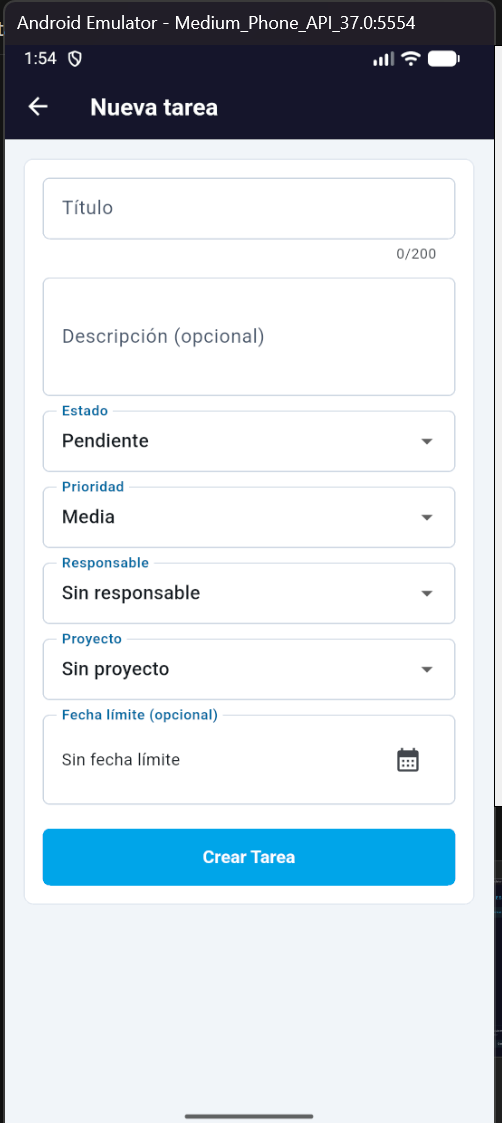 Android Emulator - Medium_Phone_API_37.0:5554
1:54
Nueva tarea
Título
0/200
Descripción (opcional)
Estado
Pendiente
Prioridad
Media
Responsable
Sin responsable
Proyecto
Sin proyecto
Fecha límite (opcional)
Sin fecha límite
Crear Tarea